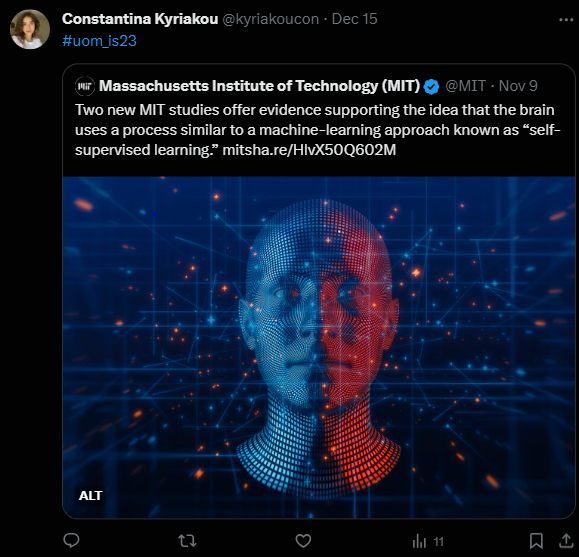 Constantina Kyriakou @kyriakoucon · Dec 15
#uom_is23
MIT Massachusetts Institute of Technology (MIT) @MIT · Nov 9
Two new MIT studies offer evidence supporting the idea that the brain
uses a process similar to a machine-learning approach known as “self-
supervised learning.” mitsha.re/HlvX50Q602M
ALT
11